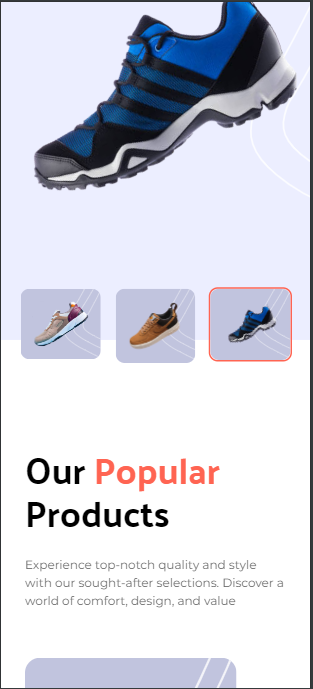 Our Popular
Products
Experience top-notch quality and style
with our sought-after selections. Discover a
world of comfort, design, and value